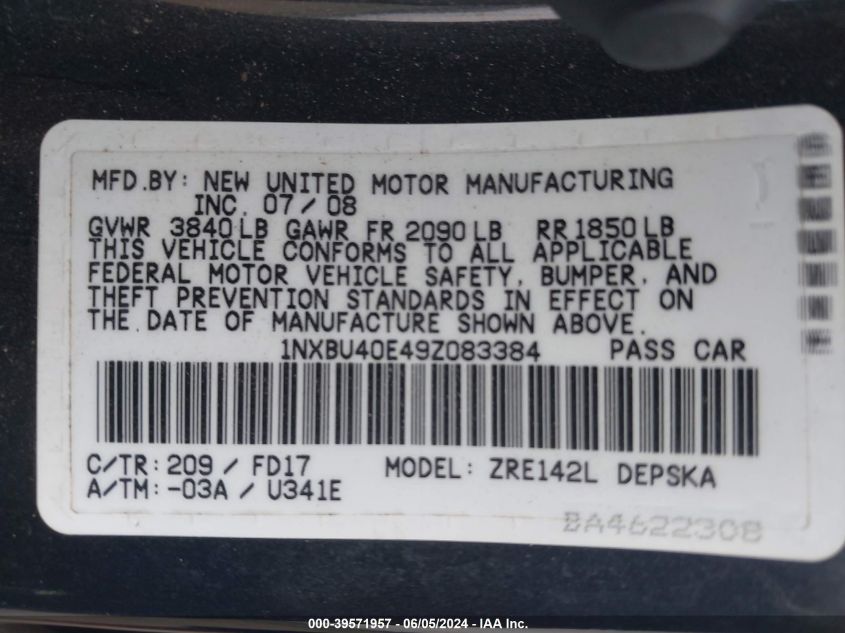 MFD.BY: NEW UNITED MOTOR MANUFACTURING
INC. 07/08
GVWR 3840LB GAWR FR 2090LB RR1850LB
THIS VEHICLE CONFORMS TO ALL APPLICABLE
FEDERAL MOTOR VEHICLE SAFETY, BUMPER, AND
THEFT PREVENTION STANDARDS IN EFFECT ON
THE DATE OF MANUFACTURE SHOWN ABOVE.
1NXBU40E49Z083384 PASS CAR
C/TR: 209 / FD17 MODEL: ZRE142L DEPSKA
A/TM: -03A / U341E
BA4622308
000-39571957 - 06/05/2024 - IAA Inc.